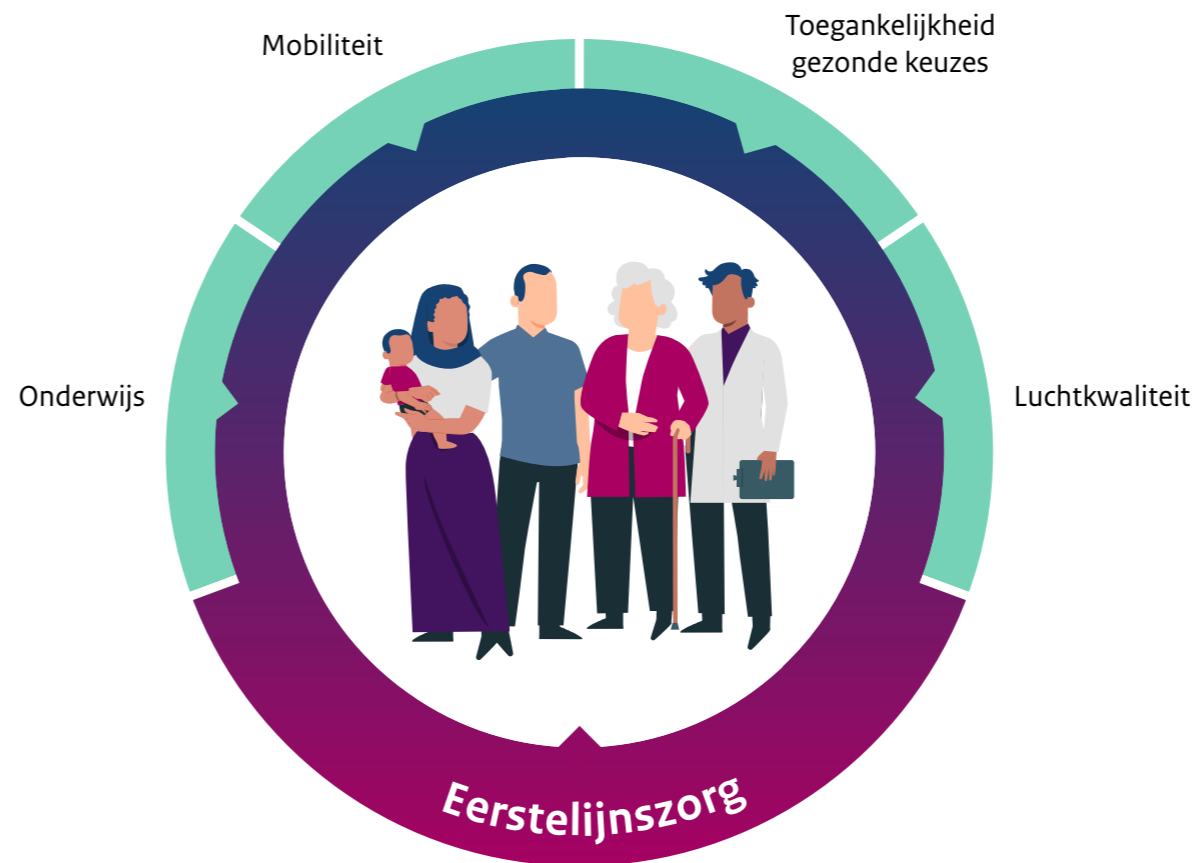 Mobiliteit
Toegankelijkheid
gezonde keuzes
Onderwijs
Luchtkwaliteit
Eerstelijnszorg